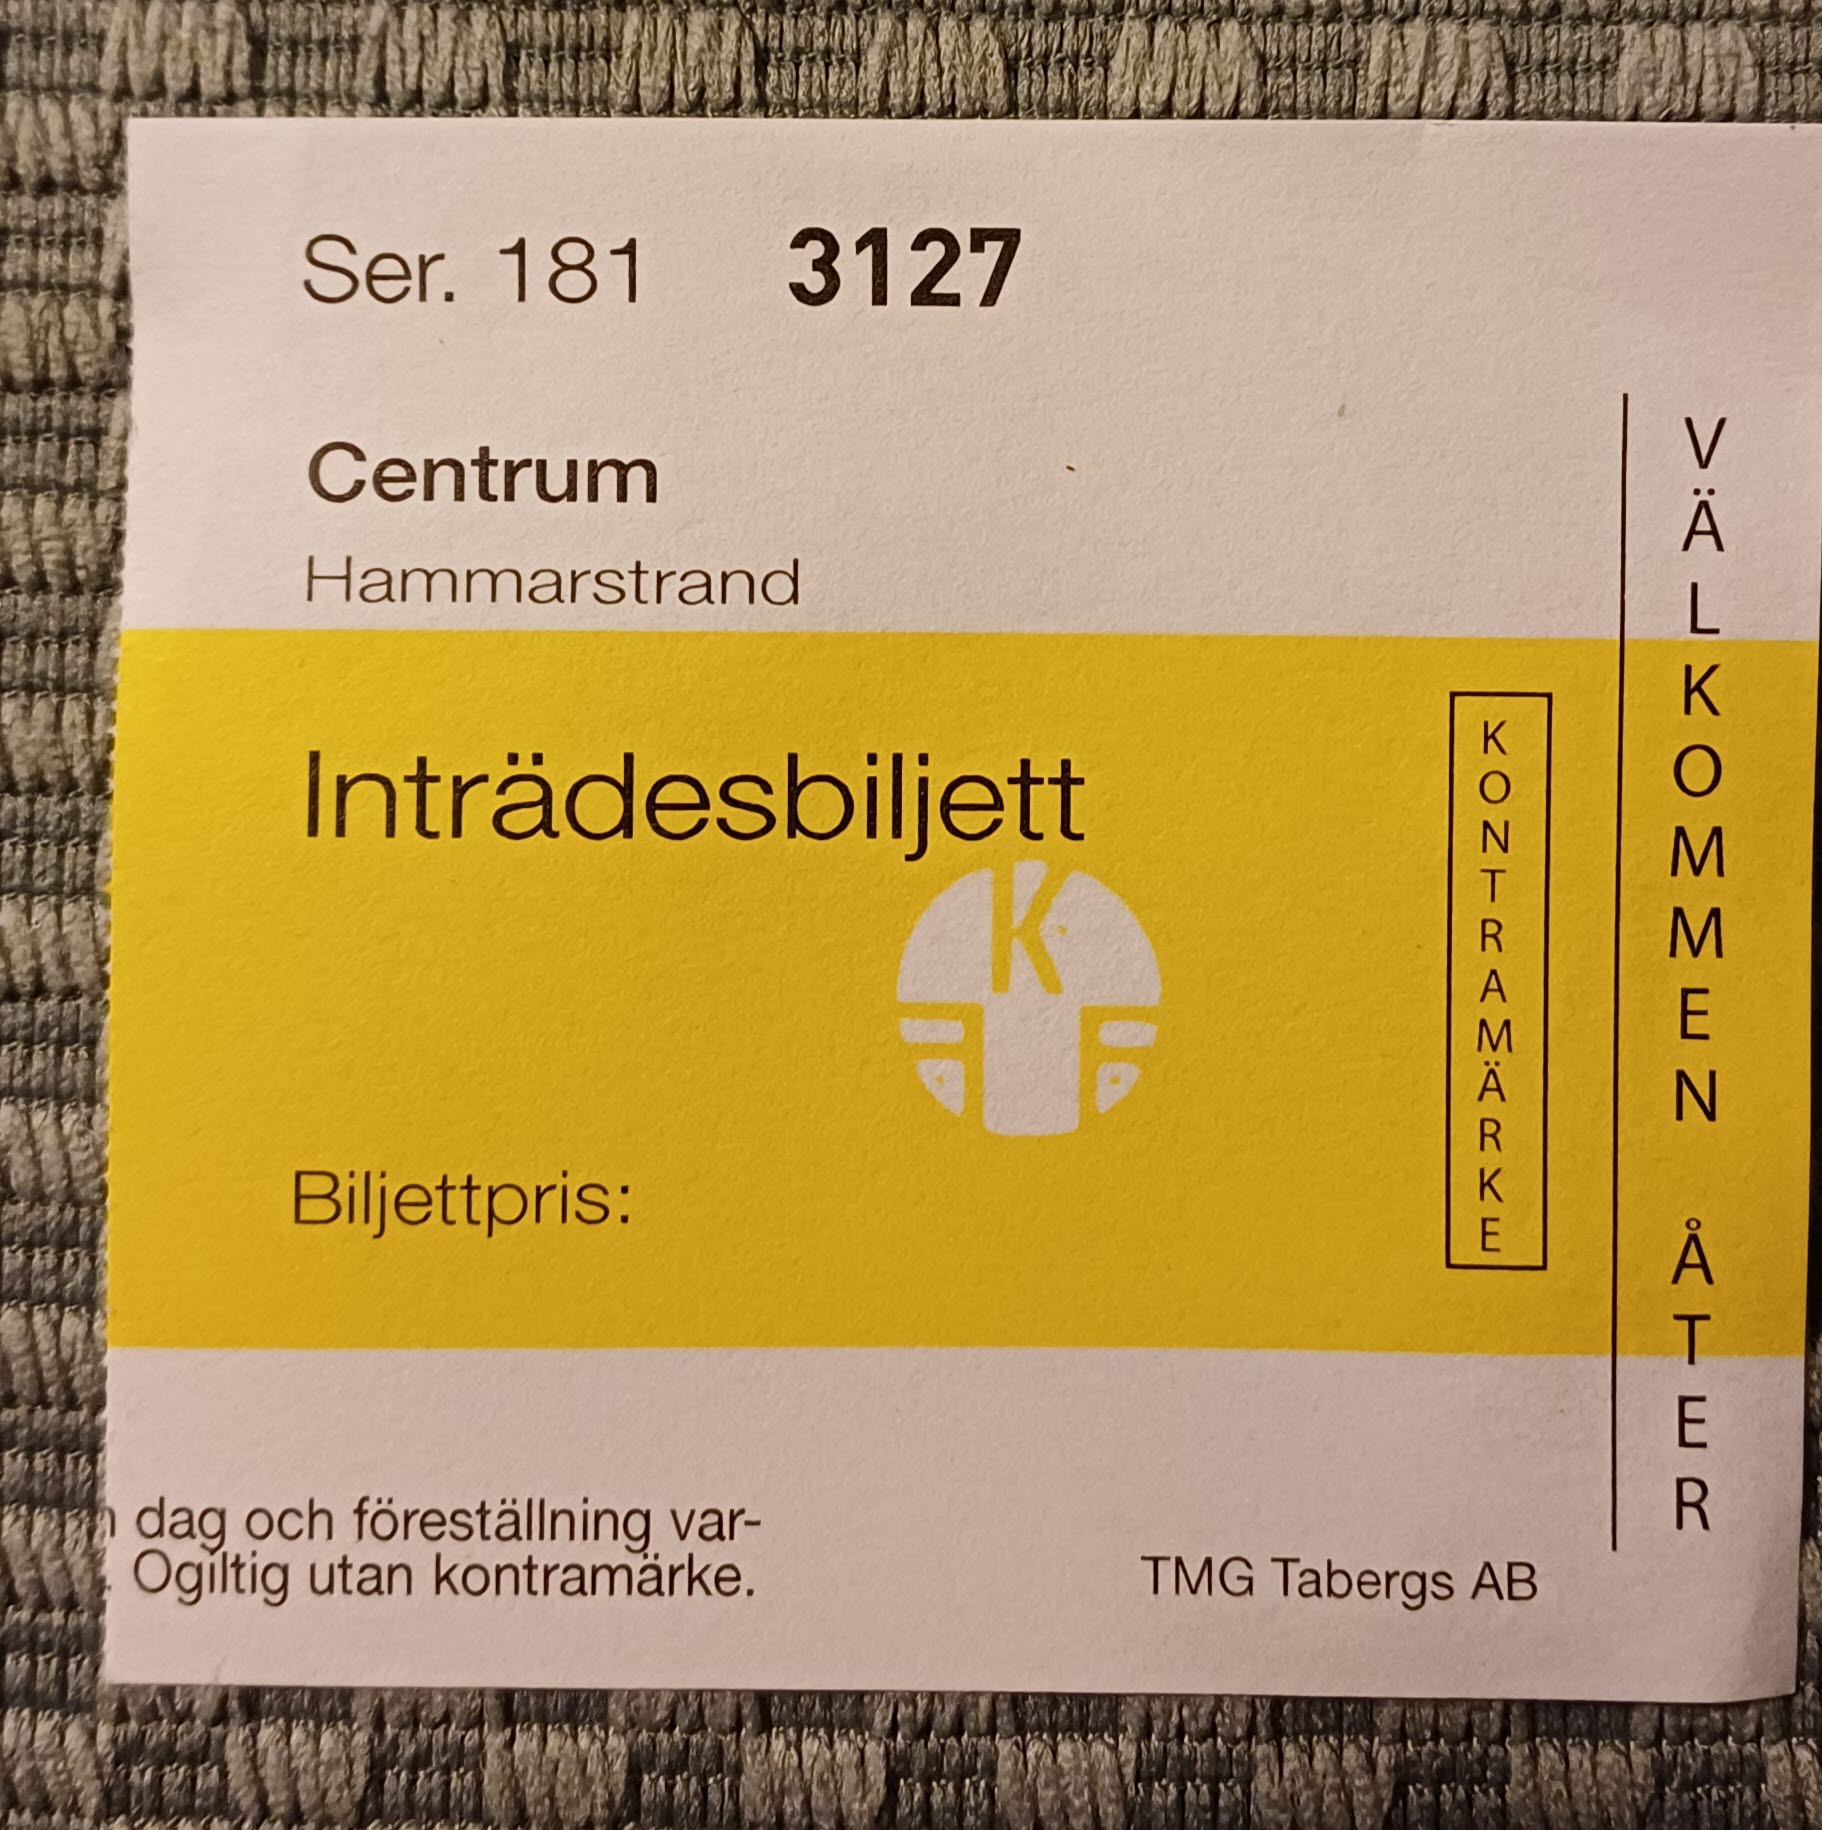 Ser. 181 3127
Centrum
Hammarstrand
Inträdesbiljett
K
Biljettpris:
KONTRAMÄRKE
VÄLKOMMEN ÅTER
dag och föreställning var-
Ogiltig utan kontramärke.
TMG Tabergs AB